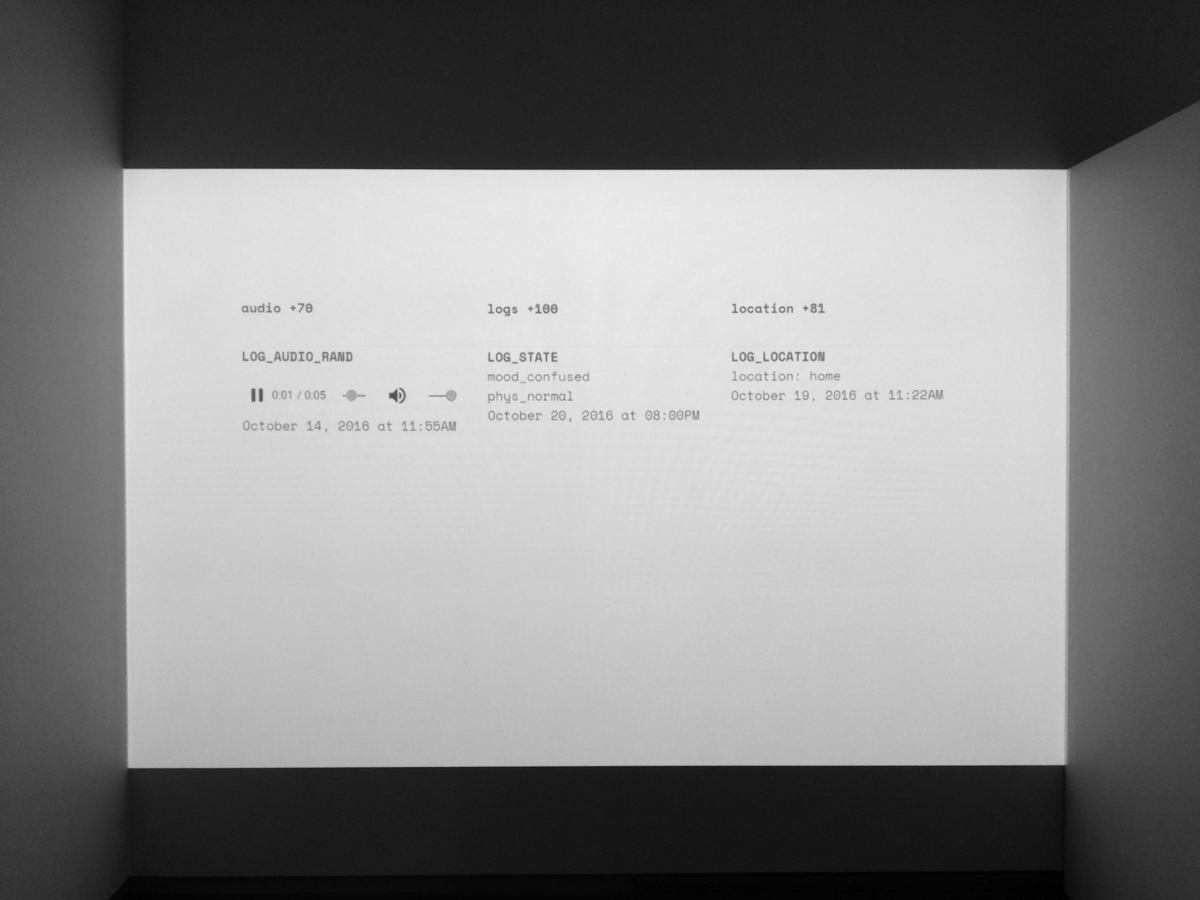 audio +70
LOG_AUDIO_RAND
0:01 / 0:05
October 14, 2016 at 11:55AM
logs +100
LOG_STATE
mood_confused
phys_normal
October 20, 2016 at 08:00PM
location +81
LOG_LOCATION
location: home
October 19, 2016 at 11:22AM